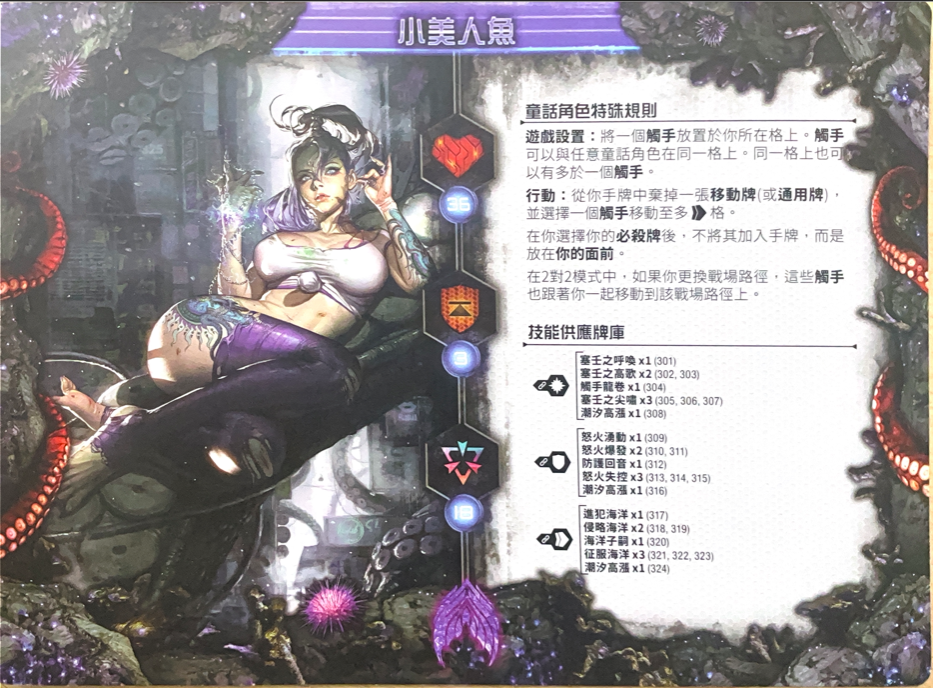 小美人魚
36
9
18
童話角色特殊規則
遊戲設置：將一個觸手放置於你所在格上。觸手
可以與任意童話角色在同一格上。同一格上也可
以有多於一個觸手。
行動：從你手牌中棄掉一張移動牌(或通用牌)，
並選擇一個觸手移動至多格。
在你選擇你的必殺牌後，不將其加入手牌，而是
放在你的面前。
在2對2模式中，如果你更換戰場路徑，這些觸手
也跟著你一起移動到該戰場路徑上。
技能供應牌庫
塞壬之呼喚 x1 (301)
塞壬之高歌 x2 (302, 303)
觸手龍卷 x1 (304)
塞壬之尖嘯 x3 (305, 306, 307)
潮汐高漲 x1 (308)
怒火湧動 x1 (309)
怒火爆發 x2 (310, 311)
防護回音 x1 (312)
怒火失控 x3 (313, 314, 315)
潮汐高漲 x1 (316)
進犯海洋 x1 (317)
侵略海洋 x2 (318, 319)
海洋子嗣 x1 (320)
征服海洋 x3 (321, 322, 323)
潮汐高漲 x1 (324)